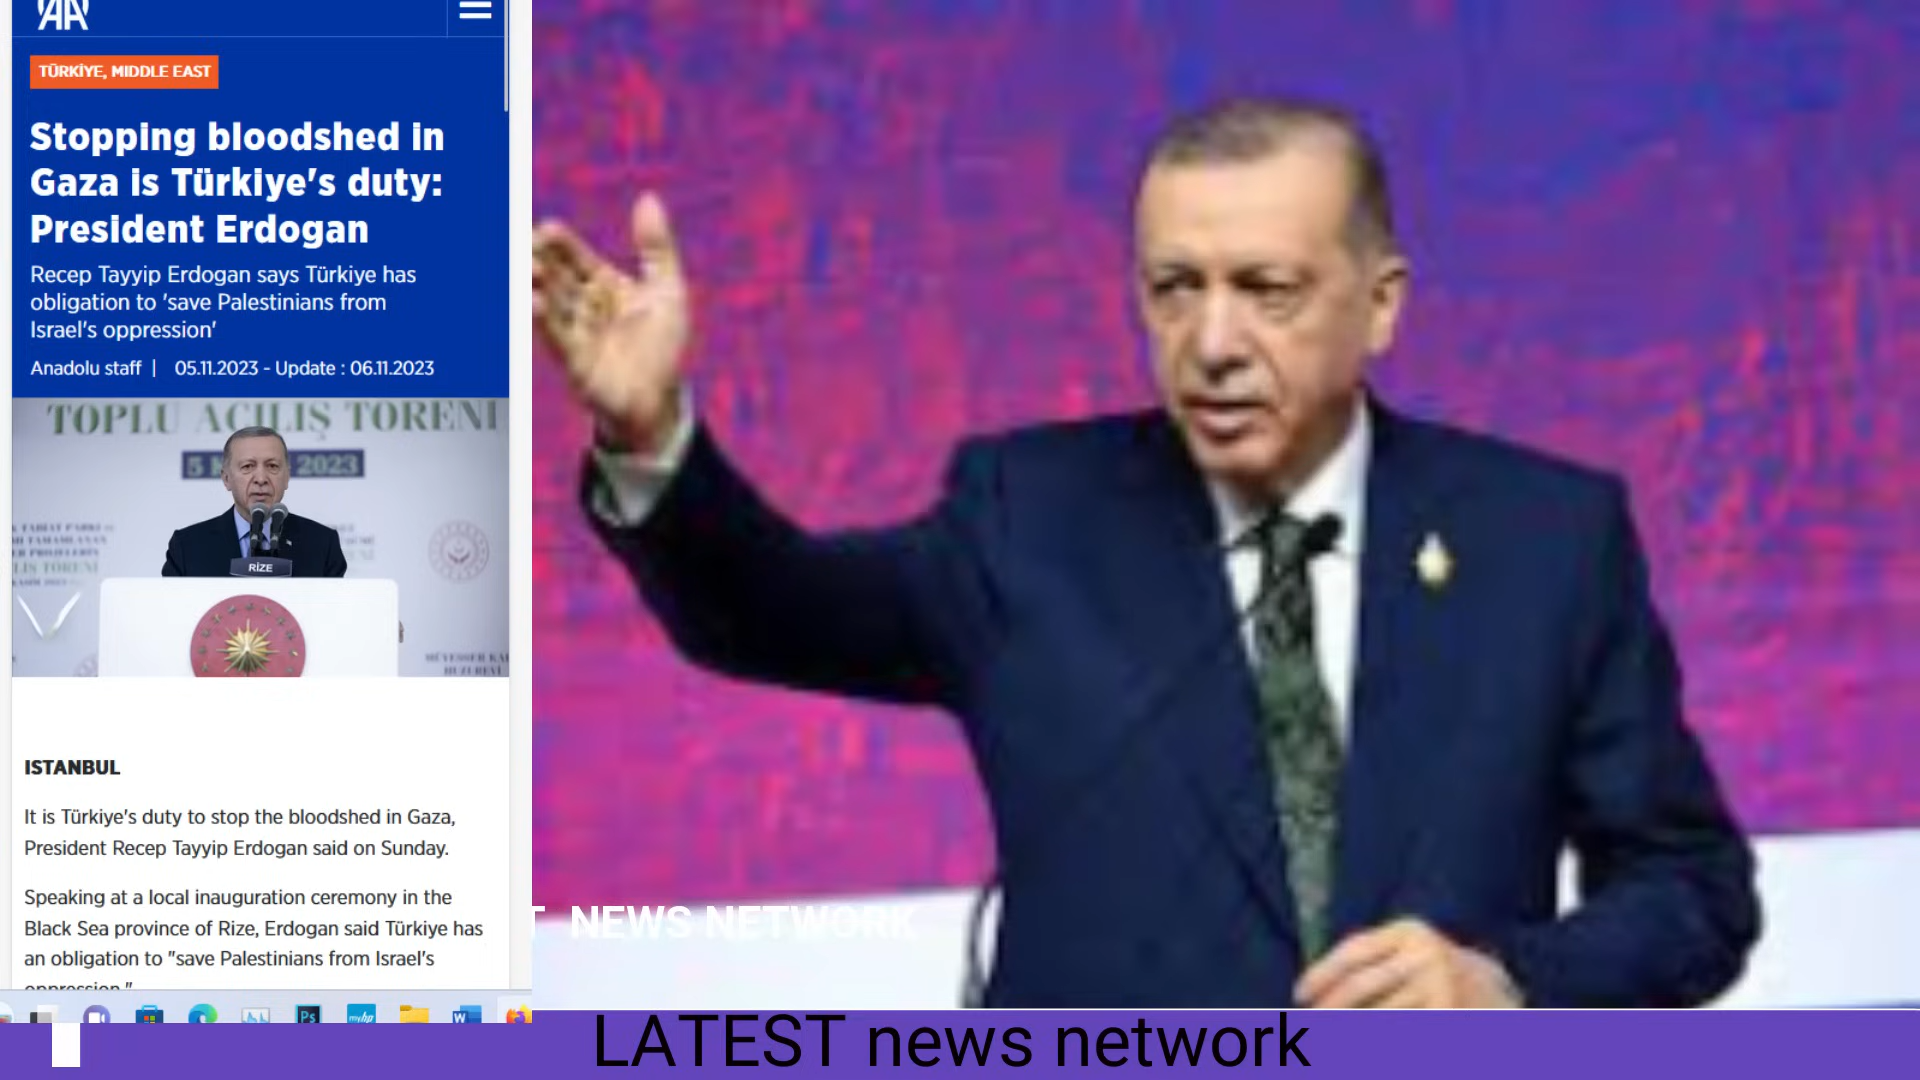 AA
TÜRKİYE, MIDDLE EAST
Stopping bloodshed in
Gaza is Türkiye's duty:
President Erdogan
Recep Tayyip Erdogan says Türkiye has
obligation to 'save Palestinians from
Israel's oppression'
Anadolu staff | 05.11.2023 - Update : 06.11.2023
TOPLU AÇILIŞ TÖRENİ
5 2023
RİZE
ISTANBUL
It is Türkiye's duty to stop the bloodshed in Gaza,
President Recep Tayyip Erdogan said on Sunday.
Speaking at a local inauguration ceremony in the
Black Sea province of Rize, Erdogan said Türkiye has
an obligation to "save Palestinians from Israel's
oppression."
Ps
myhp
W
T NEWS NETWORK
LATEST news network